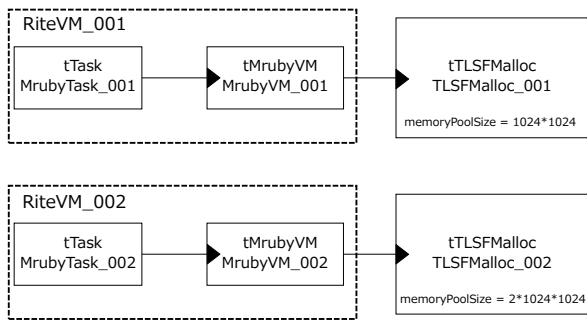 RiteVM_001
tTask
MrubyTask_001
tMrubyVM
MrubyVM_001
tTLSFMalloc
TLSFMalloc_001
memoryPoolSize = 1024*1024
RiteVM_002
tTask
MrubyTask_002
tMrubyVM
MrubyVM_002
tTLSFMalloc
TLSFMalloc_002
memoryPoolSize = 2*1024*1024